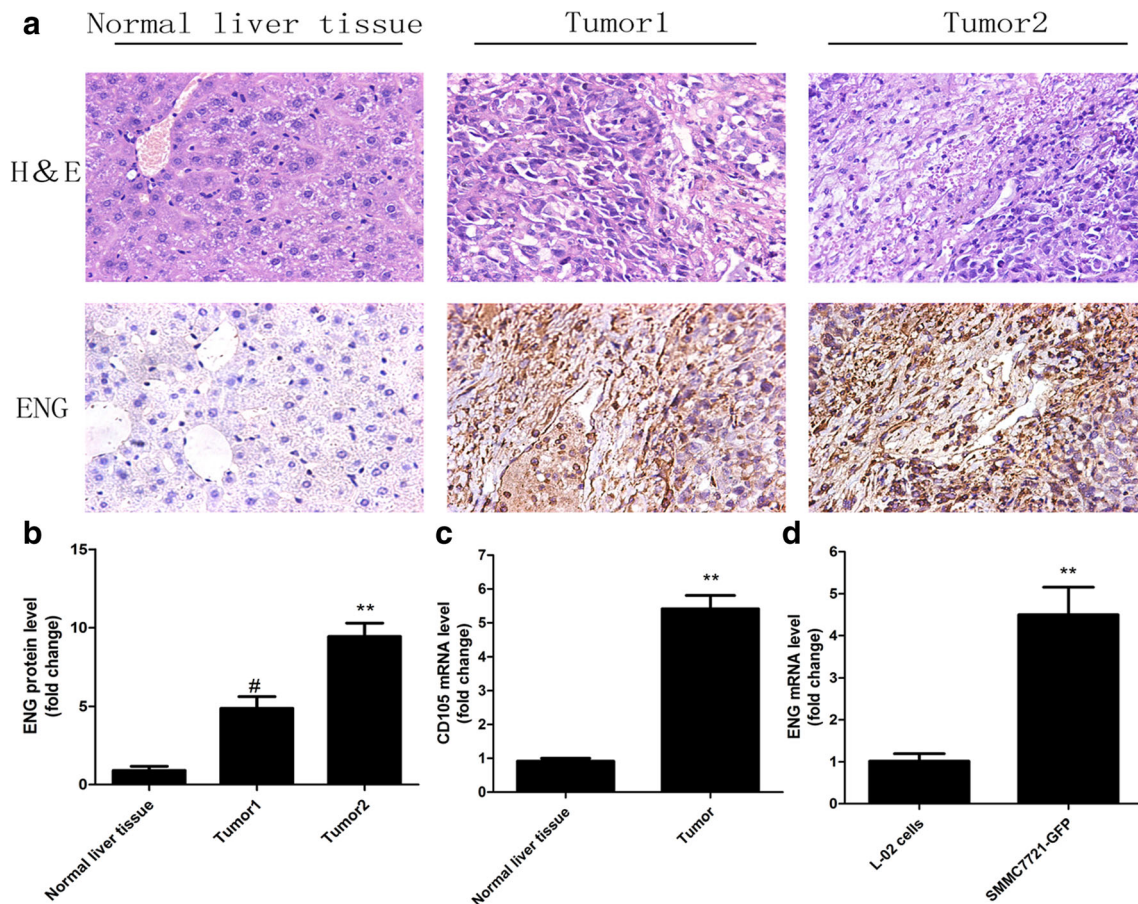 a
Normal liver tissue
Tumor1
Tumor2
H&E
ENG
b
ENG protein level
(fold change)
15
10
5
0
#
**
Normal liver tissue
Tumor1
Tumor2
c
CD105 mRNA level
(fold change)
7
6
5
4
3
2
1
0
**
Normal liver tissue
Tumor
d
ENG mRNA level
(fold change)
6
5
4
3
2
1
0
**
L-02 cells
SMMC7721-GFP